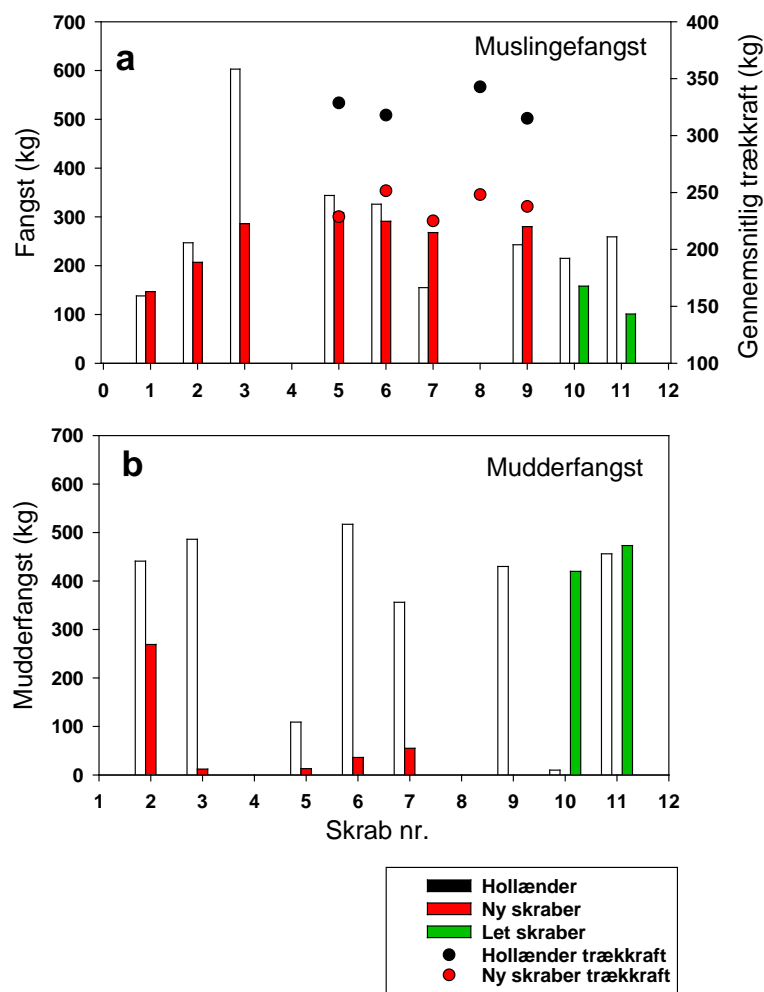 a
Muslingefangst
Fangst (kg)
700
600
500
400
300
200
100
0
Gennemsnitlig trækkraft (kg)
400
350
300
250
200
150
100
0 1 2 3 4 5 6 7 8 9 10 11 12
b
Mudderfangst
Mudderfangst (kg)
700
600
500
400
300
200
100
0
1 2 3 4 5 6 7 8 9 10 11 12
Skrab nr.
Hollænder
Ny skraber
Let skraber
Hollænder trækkraft
Ny skraber trækkraft